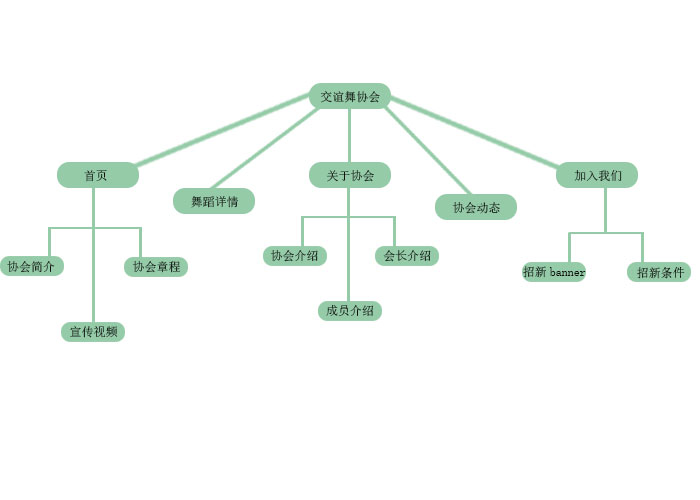 交谊舞协会
首页
舞蹈详情
关于协会
协会动态
加入我们
协会简介
宣传视频
协会章程
协会介绍
成员介绍
会长介绍
招新 banner
招新条件